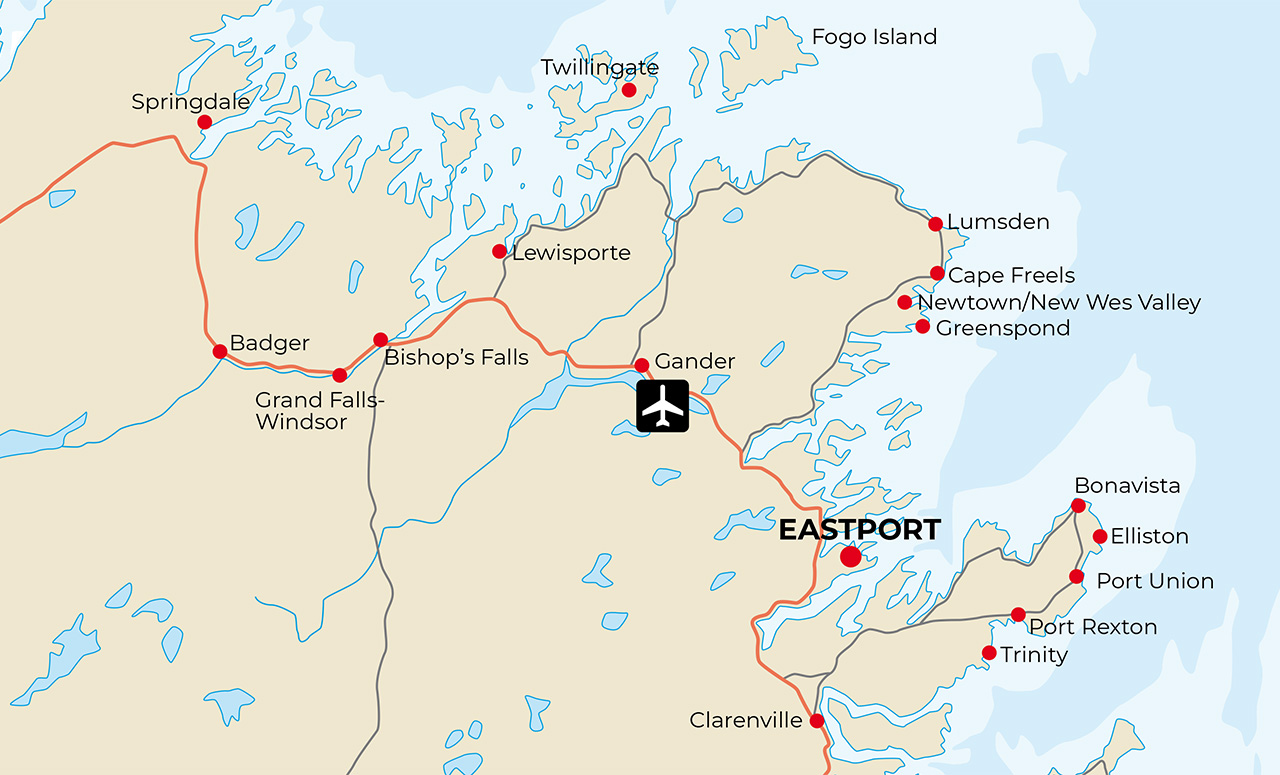 Fogo Island
Twillingate
Springdale
Lumsden
Lewisporte
Cape Freels
Newtown/New Wes Valley
Greenspond
Badger
Bishop's Falls
Gander
Grand Falls-
Windsor
Bonavista
EASTPORT
Elliston
Port Union
Port Rexton
Trinity
Clarenville